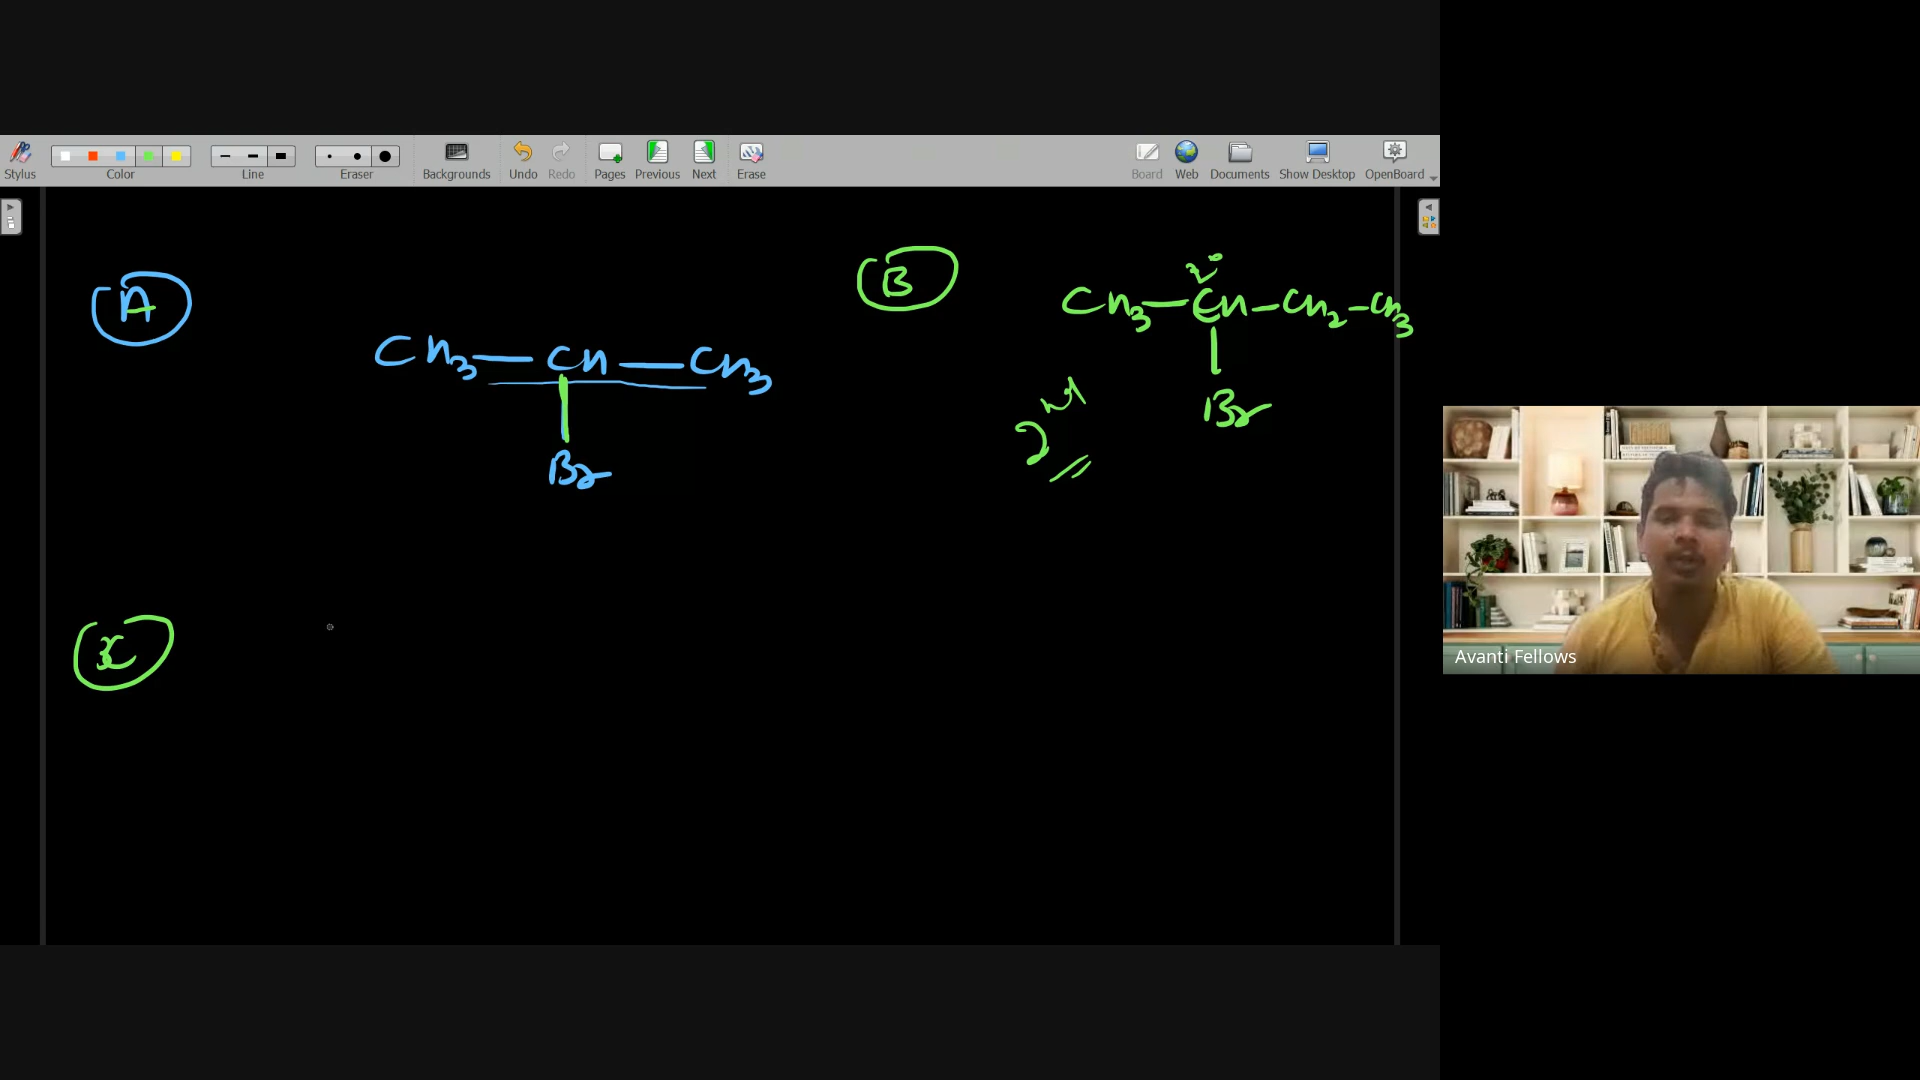 Stylus
Color
Line
Eraser
Backgrounds
Undo
Redo
Pages
Previous
Next
Erase
Board
Web
Documents
Show Desktop
OpenBoard
A
CH3—CH—CH3
Br
B
2°
CH3—CH—CH2—CH3
Br
Avanti Fellows